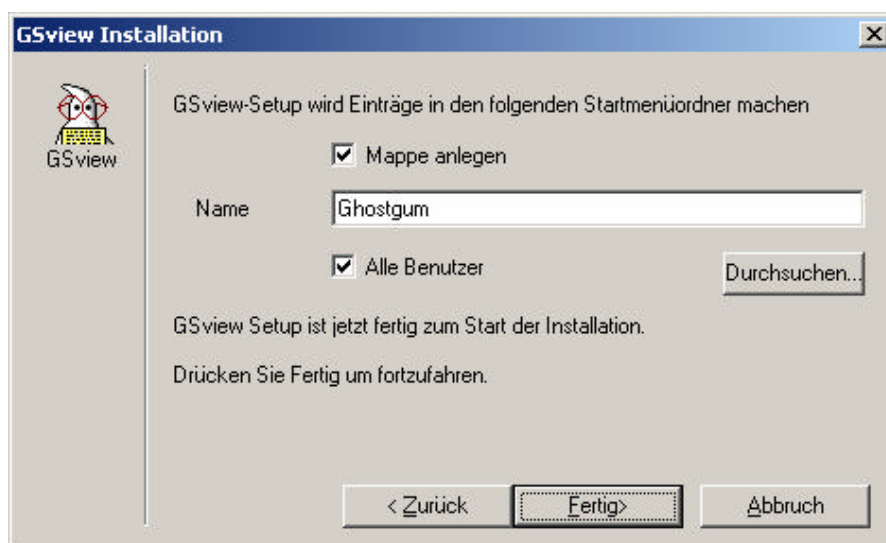 GSview Installation
GSview
GSview-Setup wird Einträge in den folgenden Startmenüordner machen
Mappe anlegen
Name
Ghostgum
Alle Benutzer
Durchsuchen...
GSview Setup ist jetzt fertig zum Start der Installation.
Drücken Sie Fertig um fortzufahren.
< Zurück
Fertig>
Abbruch